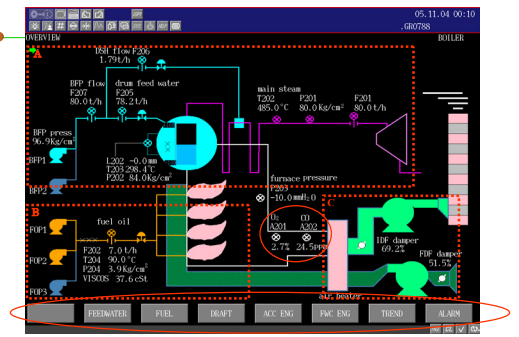 05.11.04 00:10
.GR0788
OVERVIEW
BOILER
A
DSH flow F206
1.79t/h
BFP flow
F207
80.0t/h
drum feed water
F205
78.2t/h
main steam
T202
485.0°C
P201
80.0Kg/cm²
F201
80.0t/h
BFP press
96.9Kg/cm²
BFP1
BFP2
L202 -0.0mm
T203 298.4°C
P202 84.0Kg/cm²
furnace pressure
P203
-10.0mmH₂O
B
C
fuel oil
FOP1
FOP2
FOP3
F202 7.0t/h
T204 90.0°C
P204 3.9Kg/cm²
VISCOS 37.6cSt
O₂
A201
2.7%
CO
A202
24.5ppm
IDF damper
69.2%
FDF damper
51.5%
air heater
FEEDWATER
FUEL
DRAFT
ACC ENG
FWC ENG
TREND
ALARM